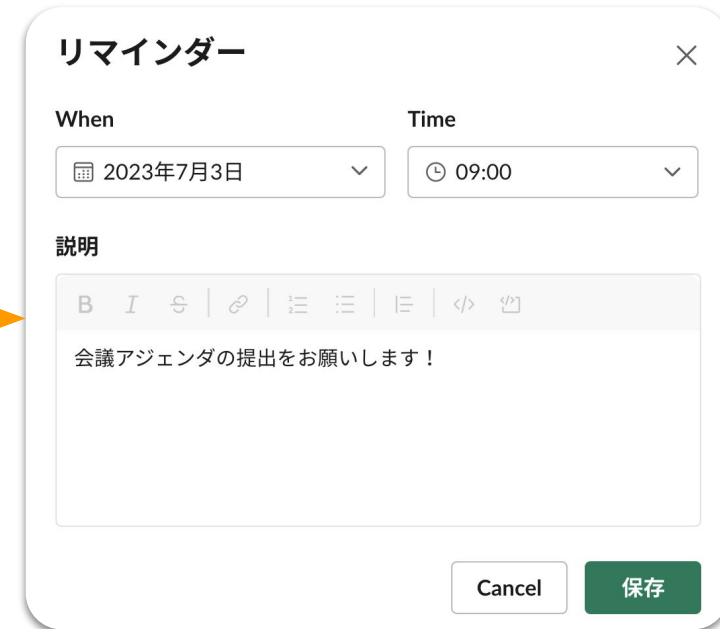 リマインダー
When
Time
2023年7月3日
09:00
説明
B I S
会議アジェンダの提出をお願いします！
Cancel
保存